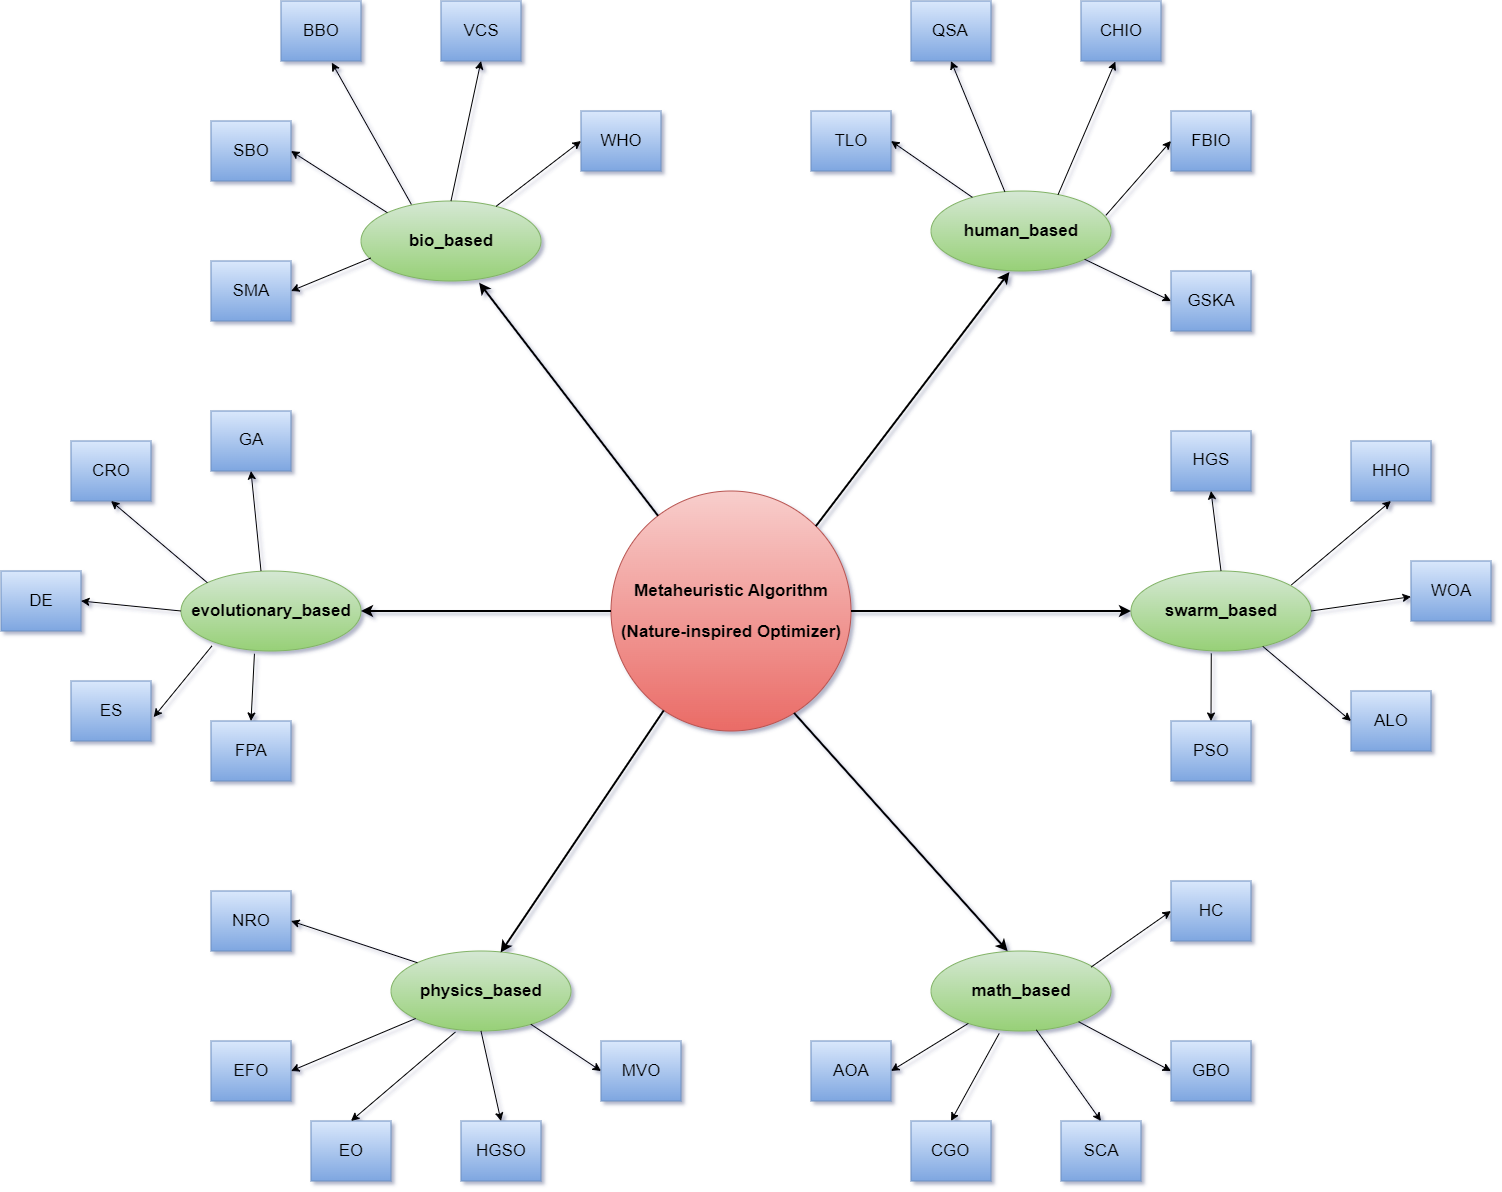 BBO
VCS
QSA
CHIO
SBO
WHO
TLO
FBIO
bio_based
human_based
SMA
GSKA
GA
CRO
HGS
HHO
DE
evolutionary_based
Metaheuristic Algorithm
(Nature-inspired Optimizer)
swarm_based
WOA
ES
FPA
PSO
ALO
NRO
HC
physics_based
math_based
EFO
MVO
AOA
GBO
EO
HGSO
CGO
SCA